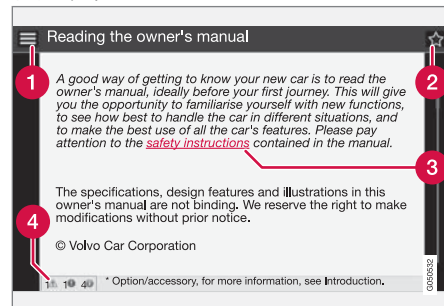 Reading the owner's manual
1
2
A good way of getting to know your new car is to read the
owner's manual, ideally before your first journey. This will give
you the opportunity to familiarise yourself with new functions,
to see how best to handle the car in different situations, and
to make the best use of all the car's features. Please pay
attention to the safety instructions contained in the manual.
3
The specifications, design features and illustrations in this
owner's manual are not binding. We reserve the right to make
modifications without prior notice.
4
© Volvo Car Corporation
1 1 4 * Option/accessory, for more information, see Introduction.
G050532